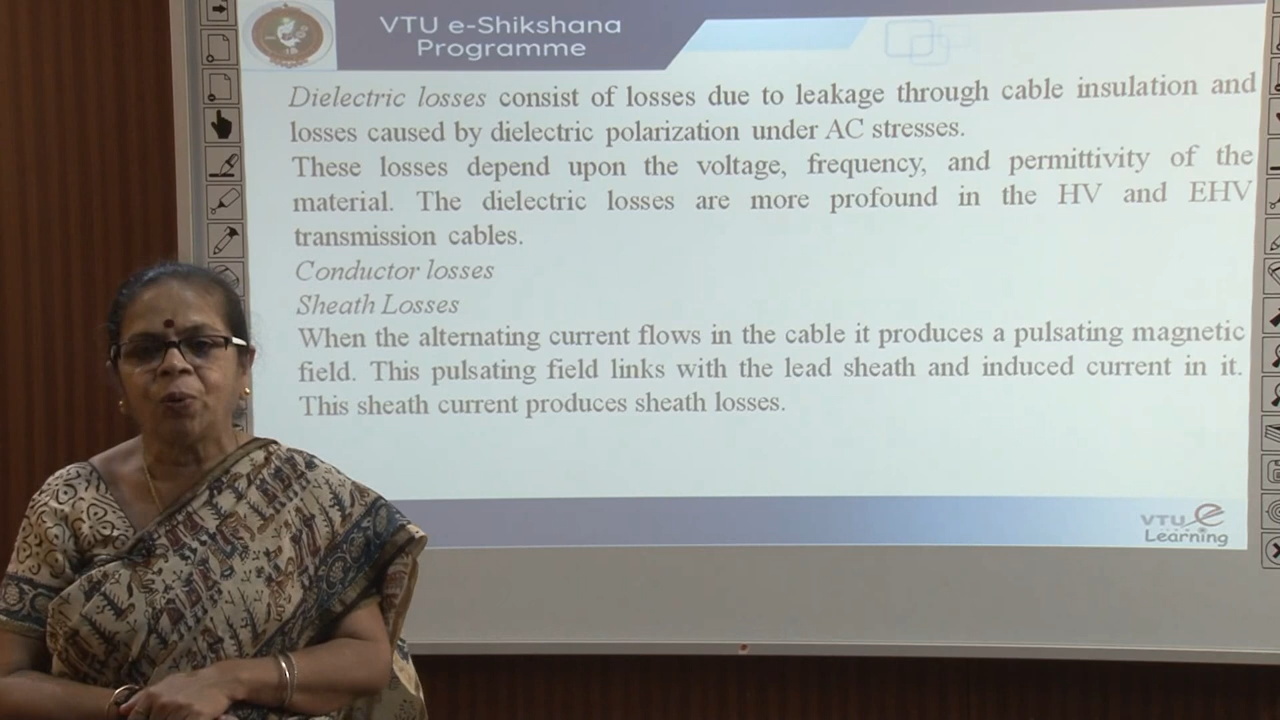 VTU e-Shikshana
Programme
Dielectric losses consist of losses due to leakage through cable insulation and
losses caused by dielectric polarization under AC stresses.
These losses depend upon the voltage, frequency, and permittivity of the
material. The dielectric losses are more profound in the HV and EHV
transmission cables.
Conductor losses
Sheath Losses
When the alternating current flows in the cable it produces a pulsating magnetic
field. This pulsating field links with the lead sheath and induced current in it.
This sheath current produces sheath losses.
VTU e
Learning